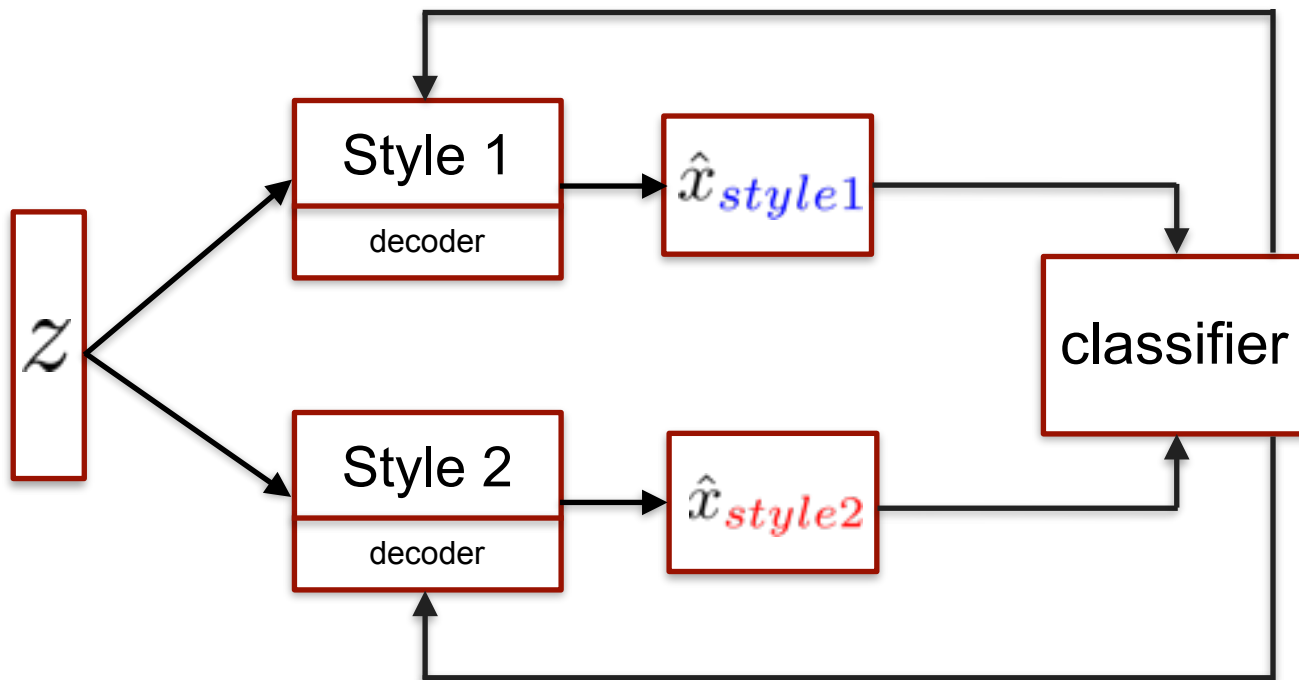 Style 1
decoder
x̂_{style1}
z
classifier
Style 2
decoder
x̂_{style2}